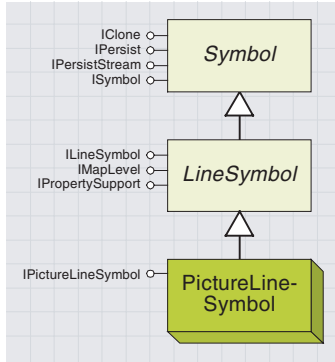 IClone
IPersist
IPersistStream
ISymbol
Symbol
ILineSymbol
IMapLevel
IPropertySupport
LineSymbol
IPictureLineSymbol
PictureLine-
Symbol